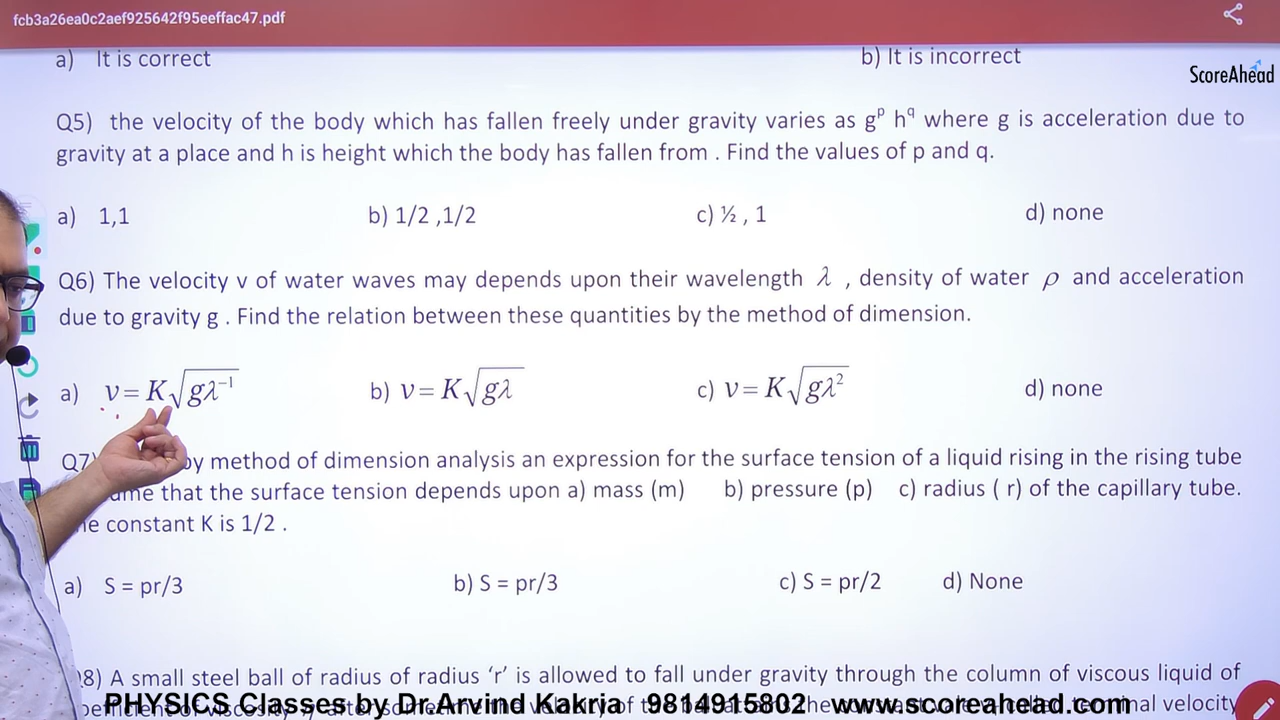 fcb3a26ea0c2aef925642f95eeffac47.pdf
a) It is correct b) It is incorrect
ScoreAhead
Q5) the velocity of the body which has fallen freely under gravity varies as gᵖ h^q where g is acceleration due to
gravity at a place and h is height which the body has fallen from . Find the values of p and q.
a) 1,1 b) 1/2 ,1/2 c) ½ , 1 d) none
Q6) The velocity v of water waves may depends upon their wavelength λ , density of water ρ and acceleration
due to gravity g . Find the relation between these quantities by the method of dimension.
a) v = K√(gλ⁻¹) b) v = K√(gλ) c) v = K√(gλ²) d) none
Q7) by method of dimension analysis an expression for the surface tension of a liquid rising in the rising tube
that the surface tension depends upon a) mass (m) b) pressure (p) c) radius ( r) of the capillary tube.
constant K is 1/2 .
a) S = pr/3 b) S = pr/3 c) S = pr/2 d) None
8) A small steel ball of radius of radius ‘r’ is allowed to fall under gravity through the column of viscous liquid of
PHYSICS Classes by Dr.Arvind Kakria 9814915802 www.scoreahead.com